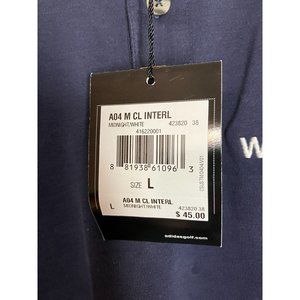 A04 M CL INTERL
MIDNIGHT/WHITE 423820 38
416220001
8 81938 61096 3
SIZE L
A04 M CL INTERL
L MIDNIGHT/WHITE 423820 38
$ 45.00
adidasgolf.com
W